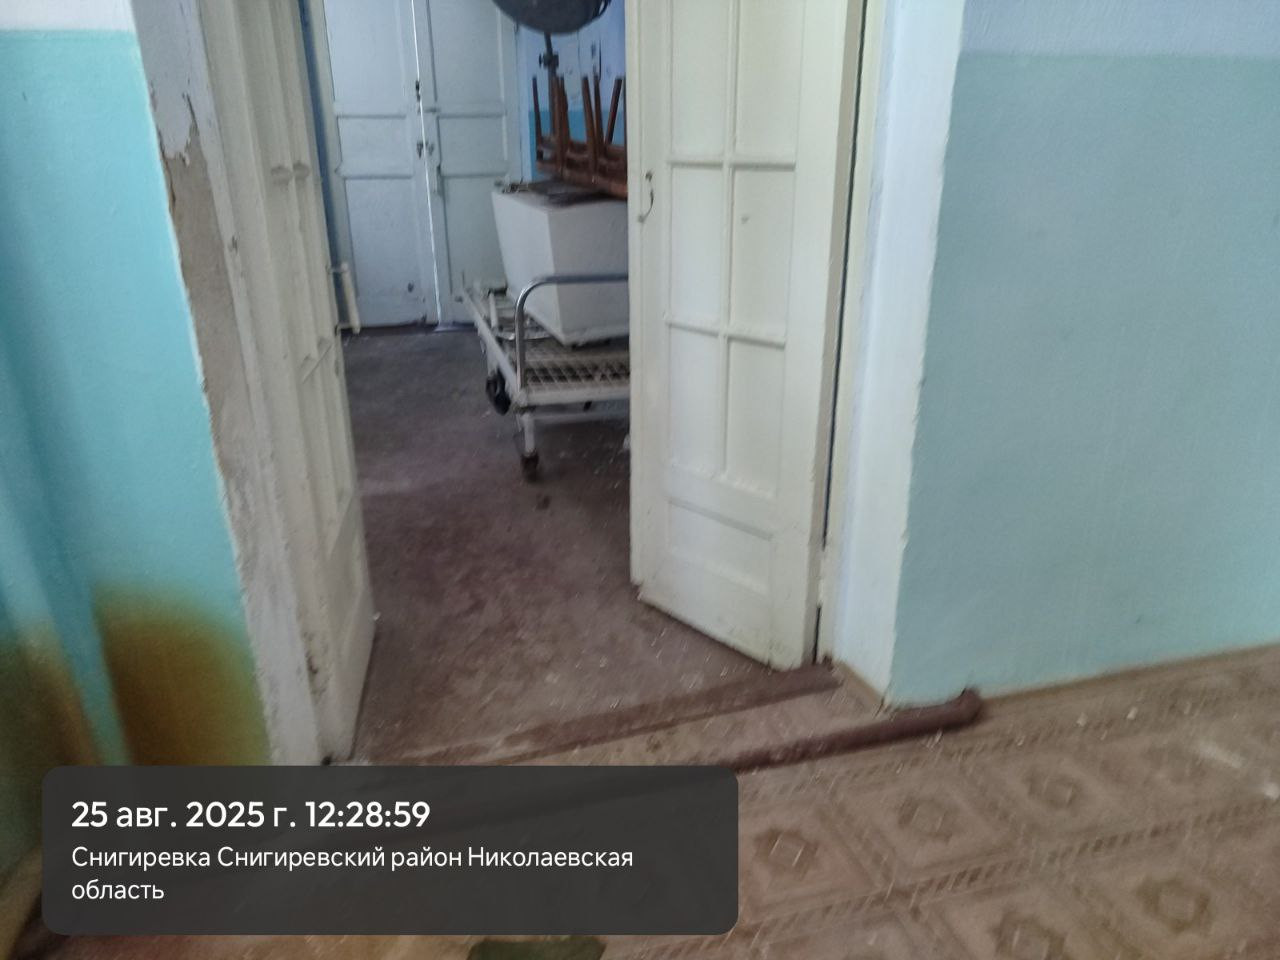 25 авг. 2025 г. 12:28:59
Снигиревка Снигиревский район Николаевская
область